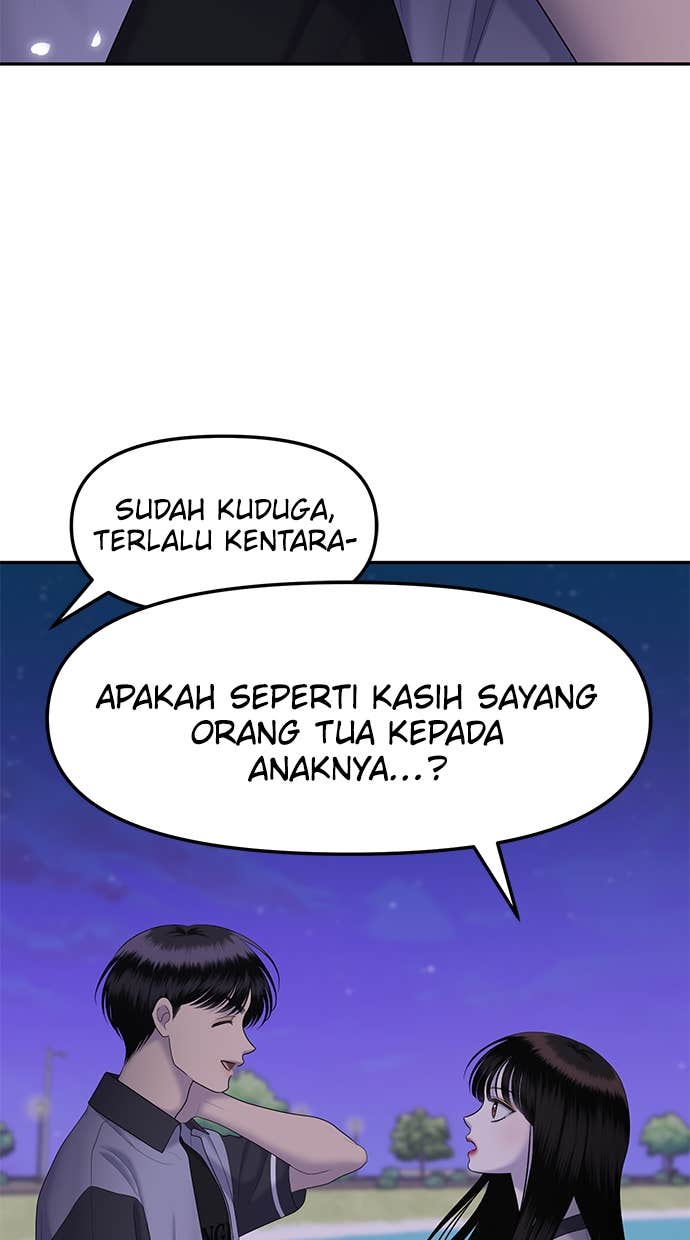 SUDAH KUDUGA,
TERLALU KENTARA-
APAKAH SEPERTI KASIH SAYANG
ORANG TUA KEPADA
ANAKNYA...?